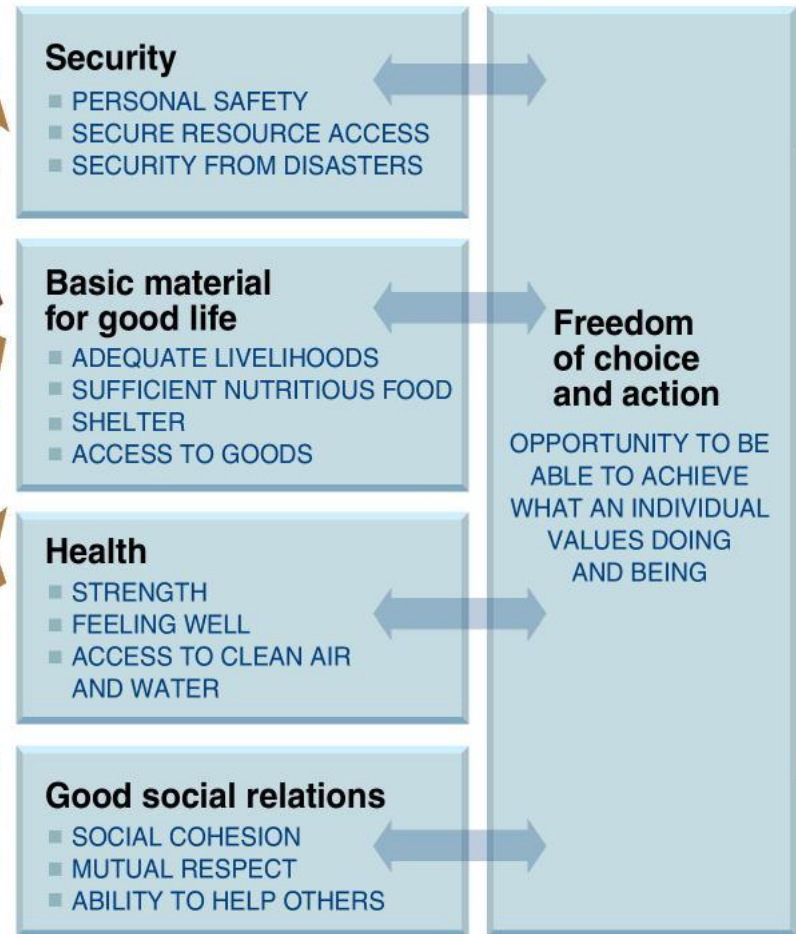 Security
PERSONAL SAFETY
SECURE RESOURCE ACCESS
SECURITY FROM DISASTERS
Basic material
for good life
ADEQUATE LIVELIHOODS
SUFFICIENT NUTRITIOUS FOOD
SHELTER
ACCESS TO GOODS
Health
STRENGTH
FEELING WELL
ACCESS TO CLEAN AIR
AND WATER
Good social relations
SOCIAL COHESION
MUTUAL RESPECT
ABILITY TO HELP OTHERS
Freedom
of choice
and action
OPPORTUNITY TO BE
ABLE TO ACHIEVE
WHAT AN INDIVIDUAL
VALUES DOING
AND BEING